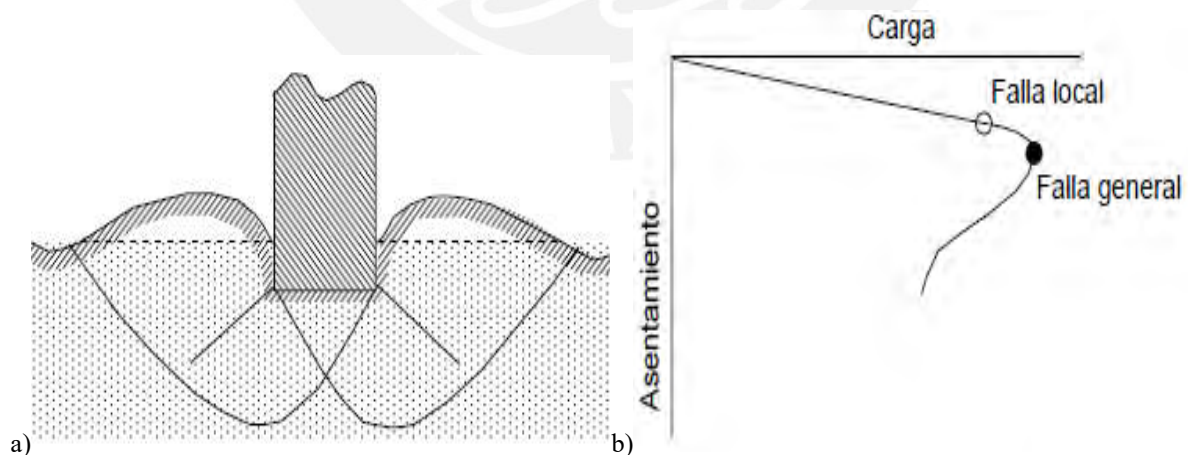 Carga
Falla local
Falla general
Asentamiento
a)
b)